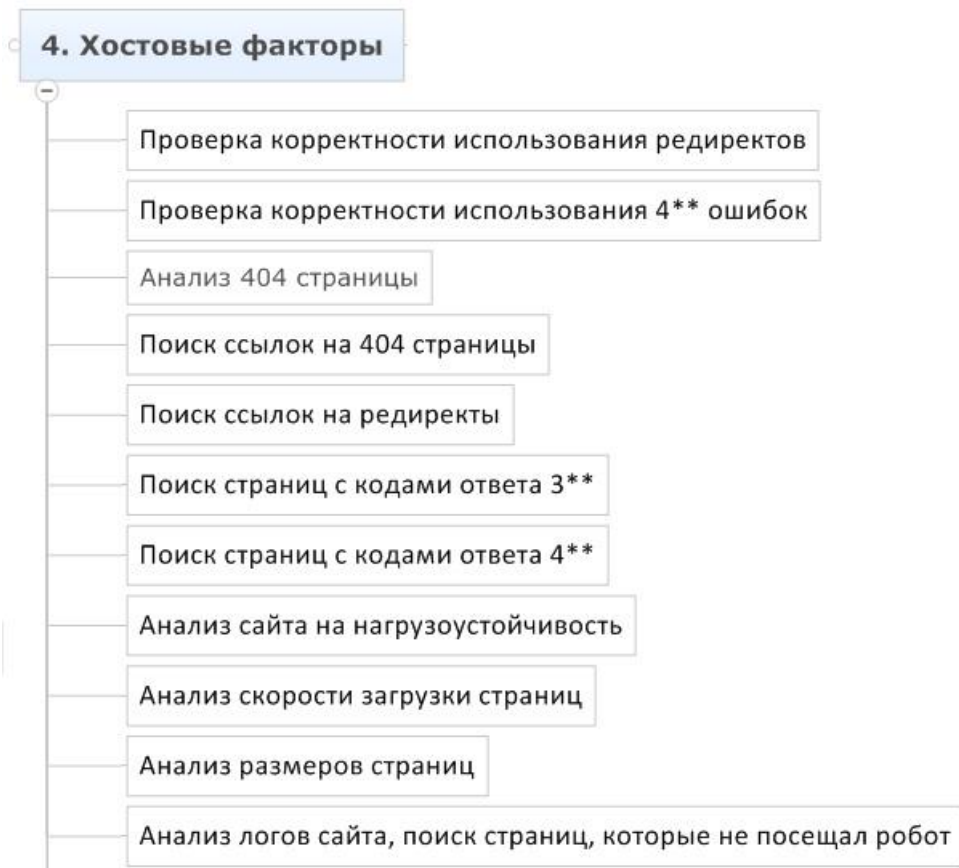 4. Хостовые факторы
Проверка корректности использования редиректов
Проверка корректности использования 4** ошибок
Анализ 404 страницы
Поиск ссылок на 404 страницы
Поиск ссылок на редиректы
Поиск страниц с кодами ответа 3**
Поиск страниц с кодами ответа 4**
Анализ сайта на нагрузоустойчивость
Анализ скорости загрузки страниц
Анализ размеров страниц
Анализ логов сайта, поиск страниц, которые не посещал робот